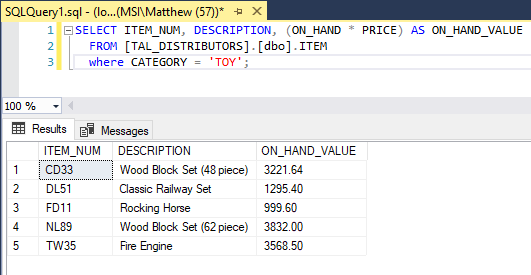 SQLQuery1.sql - (lo...(MSI\Matthew (57))*
1 SELECT ITEM_NUM, DESCRIPTION, (ON_HAND * PRICE) AS ON_HAND_VALUE
2 FROM [TAL_DISTRIBUTORS].[dbo].ITEM
3 where CATEGORY = 'TOY';
100 %
Results Messages
ITEM_NUM DESCRIPTION ON_HAND_VALUE
1 CD33 Wood Block Set (48 piece) 3221.64
2 DL51 Classic Railway Set 1295.40
3 FD11 Rocking Horse 999.60
4 NL89 Wood Block Set (62 piece) 3832.00
5 TW35 Fire Engine 3568.50